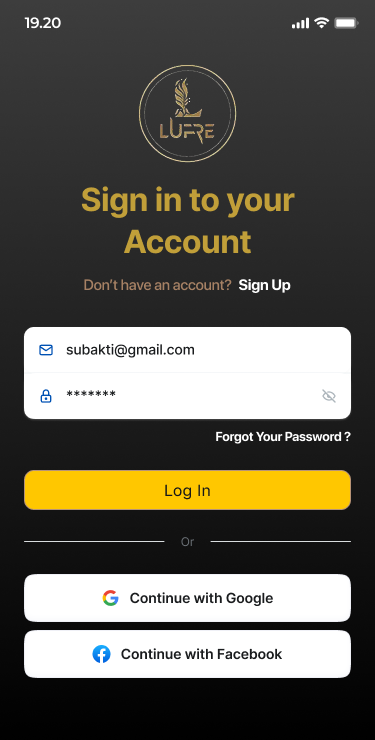 19.20
LUFRE
Sign in to your
Account
Don't have an account? Sign Up
subakti@gmail.com
*******
Forgot Your Password ?
Log In
Or
Continue with Google
Continue with Facebook